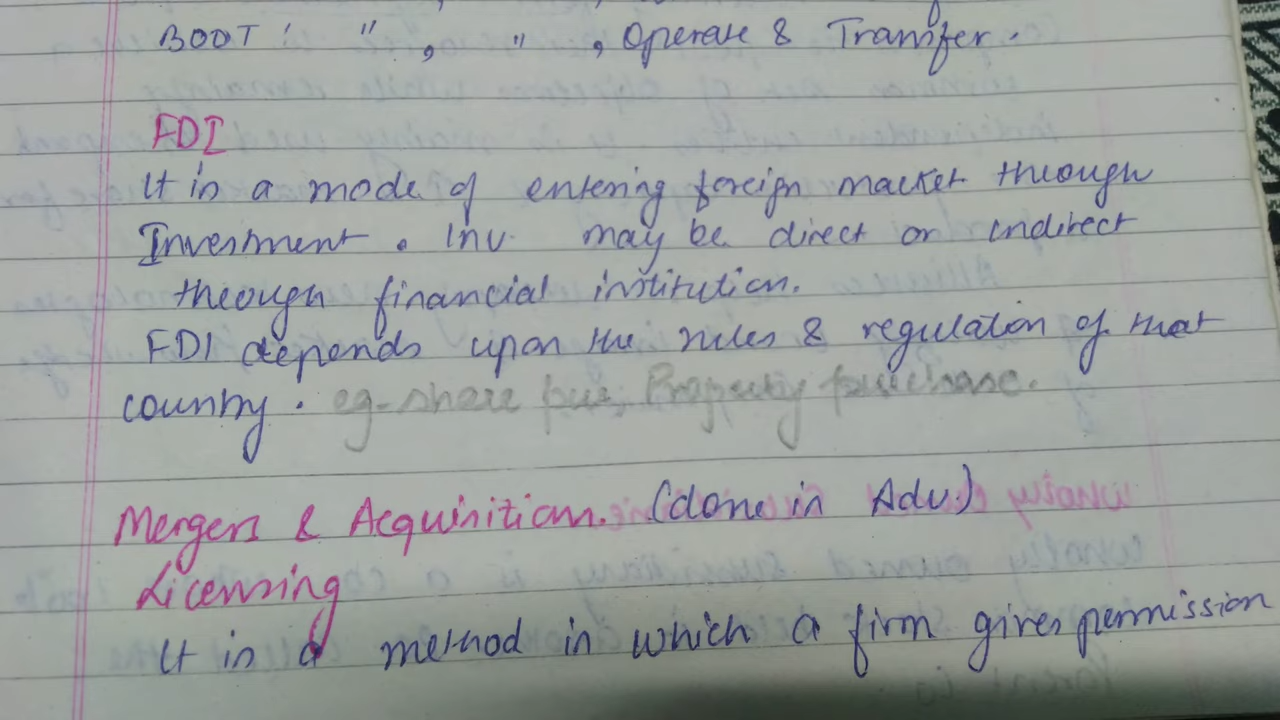 BOOT : " , " , Operate & Transfer.
FDI
It is a mode of entering foreign market through
Investment. Inv. may be direct or indirect
through financial institution.
FDI depends upon the rules & regulation of that
country. eg-share pur, Property purchase.
Mergers & Acquisition. (done in Adv.)
Licensing
It is a method in which a firm gives permission